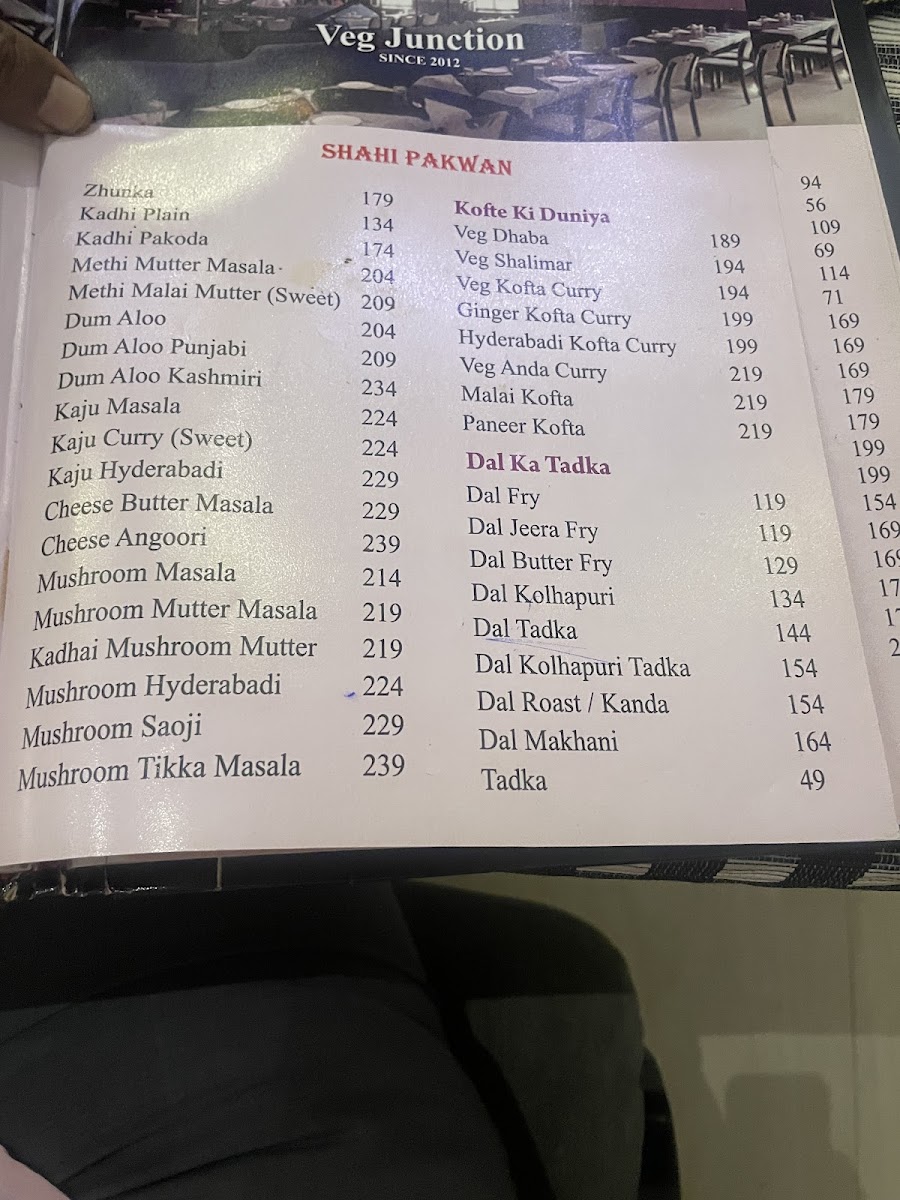 Veg Junction
SINCE 2012
SHAHI PAKWAN
Zhunka 179
Kadhi Plain 134
Kadhi Pakoda 174
Methi Mutter Masala 204
Methi Malai Mutter (Sweet) 209
Dum Aloo 204
Dum Aloo Punjabi 209
Dum Aloo Kashmiri 234
Kaju Masala 224
Kaju Curry (Sweet) 224
Kaju Hyderabadi 229
Cheese Butter Masala 229
Cheese Angoori 239
Mushroom Masala 214
Mushroom Mutter Masala 219
Kadhai Mushroom Mutter 219
Mushroom Hyderabadi 224
Mushroom Saoji 229
Mushroom Tikka Masala 239
Kofte Ki Duniya
Veg Dhaba 189
Veg Shalimar 194
Veg Kofta Curry 194
Ginger Kofta Curry 199
Hyderabadi Kofta Curry 199
Veg Anda Curry 219
Malai Kofta 219
Paneer Kofta 219
Dal Ka Tadka
Dal Fry 119
Dal Jeera Fry 119
Dal Butter Fry 129
Dal Kolhapuri 134
Dal Tadka 144
Dal Kolhapuri Tadka 154
Dal Roast / Kanda 154
Dal Makhani 164
Tadka 49
94
56
109
69
114
71
169
169
169
179
179
199
199
154
169